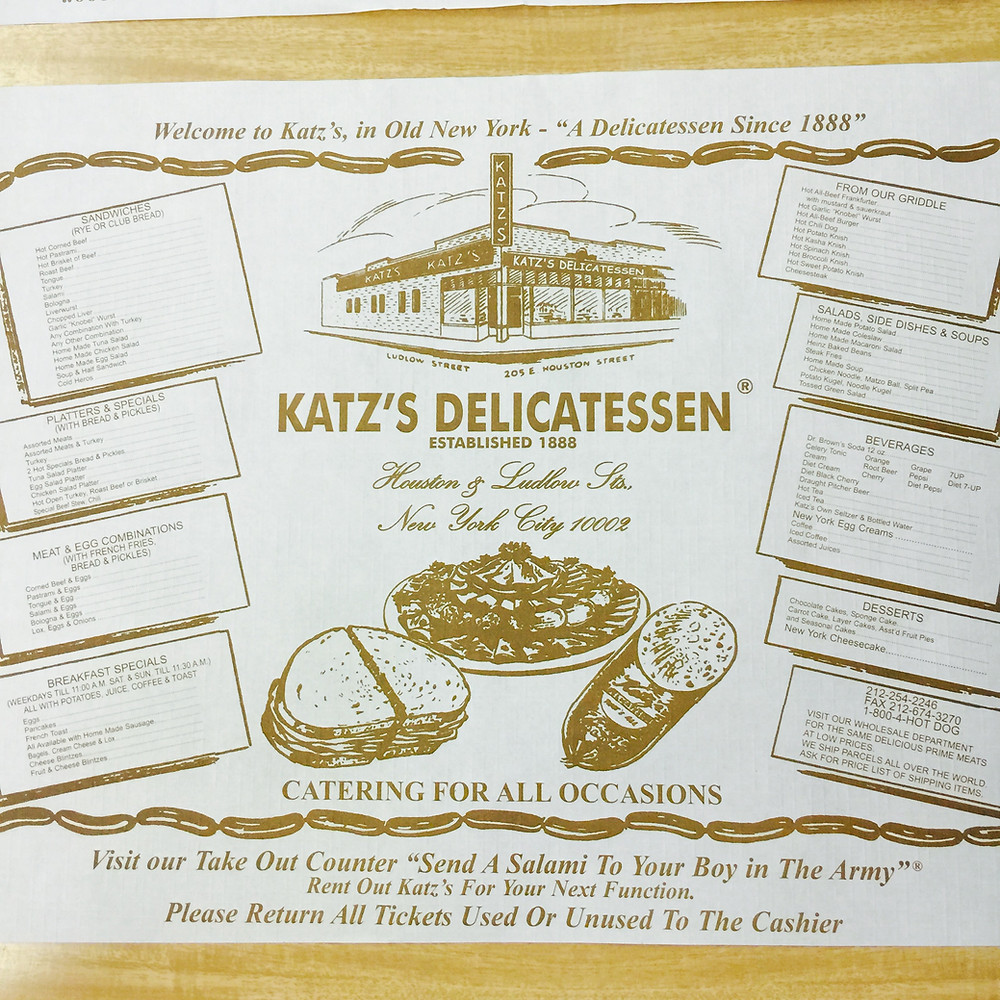 Welcome to Katz's, in Old New York - "A Delicatessen Since 1888"
SANDWICHES
(RYE OR CLUB BREAD)
Hot Corned Beef
Hot Pastrami
Hot Brisket of Beef
Roast Beef
Tongue
Turkey
Salami
Bologna
Liverwurst
Chopped Liver
Garlic "Knobel" Wurst
Any Combination With Turkey
Any Other Combination
Home Made Tuna Salad
Home Made Chicken Salad
Home Made Egg Salad
Soup & Half Sandwich
Cold Heros
PLATTERS & SPECIALS
(WITH BREAD & PICKLES)
Assorted Meats
Assorted Meats & Turkey
Turkey
2 Hot Specials Bread & Pickles
Tuna Salad Platter
Egg Salad Platter
Chicken Salad Platter
Hot Open Turkey, Roast Beef or Brisket
Special Beef Stew, Chili
MEAT & EGG COMBINATIONS
(WITH FRENCH FRIES,
BREAD & PICKLES)
Corned Beef & Eggs
Pastrami & Eggs
Tongue & Egg
Salami & Eggs
Bologna & Eggs
Lox, Eggs & Onions
BREAKFAST SPECIALS
(WEEKDAYS TILL 11:00 A.M. SAT. & SUN. TILL 11:30 A.M.)
ALL WITH POTATOES, JUICE, COFFEE & TOAST
Eggs
Pancakes
French Toast
All Available with Home Made Sausage
Bagels, Cream Cheese & Lox
Cheese Blintzes
Fruit & Cheese Blintzes
KATZ'S
KATZ'S
KATZ'S
KATZ'S DELICATESSEN
LUDLOW STREET
205 E. HOUSTON STREET
KATZ'S DELICATESSEN®
ESTABLISHED 1888
Houston & Ludlow Sts.,
New York City 10002
CATERING FOR ALL OCCASIONS
FROM OUR GRIDDLE
Hot All-Beef Frankfurter
with mustard & sauerkraut
Hot Garlic "Knobel" Wurst
Hot All-Beef Burger
Hot Chili Dog
Hot Potato Knish
Hot Kasha Knish
Hot Spinach Knish
Hot Broccoli Knish
Hot Sweet Potato Knish
Cheesesteak
SALADS, SIDE DISHES & SOUPS
Home Made Potato Salad
Home Made Coleslaw
Home Made Macaroni Salad
Heinz Baked Beans
Steak Fries
Home Made Soup
Chicken Noodle, Matzo Ball, Split Pea
Potato Kugel, Noodle Kugel
Tossed Green Salad
BEVERAGES
Dr. Brown's Soda 12 oz
Celery Tonic Orange Grape 7UP
Cream Root Beer Pepsi Diet 7-UP
Diet Cream Cherry Diet Pepsi
Diet Black Cherry
Draught Pitcher Beer
Hot Tea
Iced Tea
Katz's Own Seltzer & Bottled Water
New York Egg Creams
Coffee
Iced Coffee
Assorted Juices
DESSERTS
Chocolate Cakes, Sponge Cake,
Carrot Cake, Layer Cakes, Asst'd Fruit Pies
and Seasonal Cakes
New York Cheesecake
212-254-2246
FAX 212-674-3270
1-800-4-HOT DOG
VISIT OUR WHOLESALE DEPARTMENT
FOR THE SAME DELICIOUS PRIME MEATS
AT LOW PRICES.
WE SHIP PARCELS ALL OVER THE WORLD
ASK FOR PRICE LIST OF SHIPPING ITEMS.
Visit our Take Out Counter "Send A Salami To Your Boy in The Army"®
Rent Out Katz's For Your Next Function.
Please Return All Tickets Used Or Unused To The Cashier